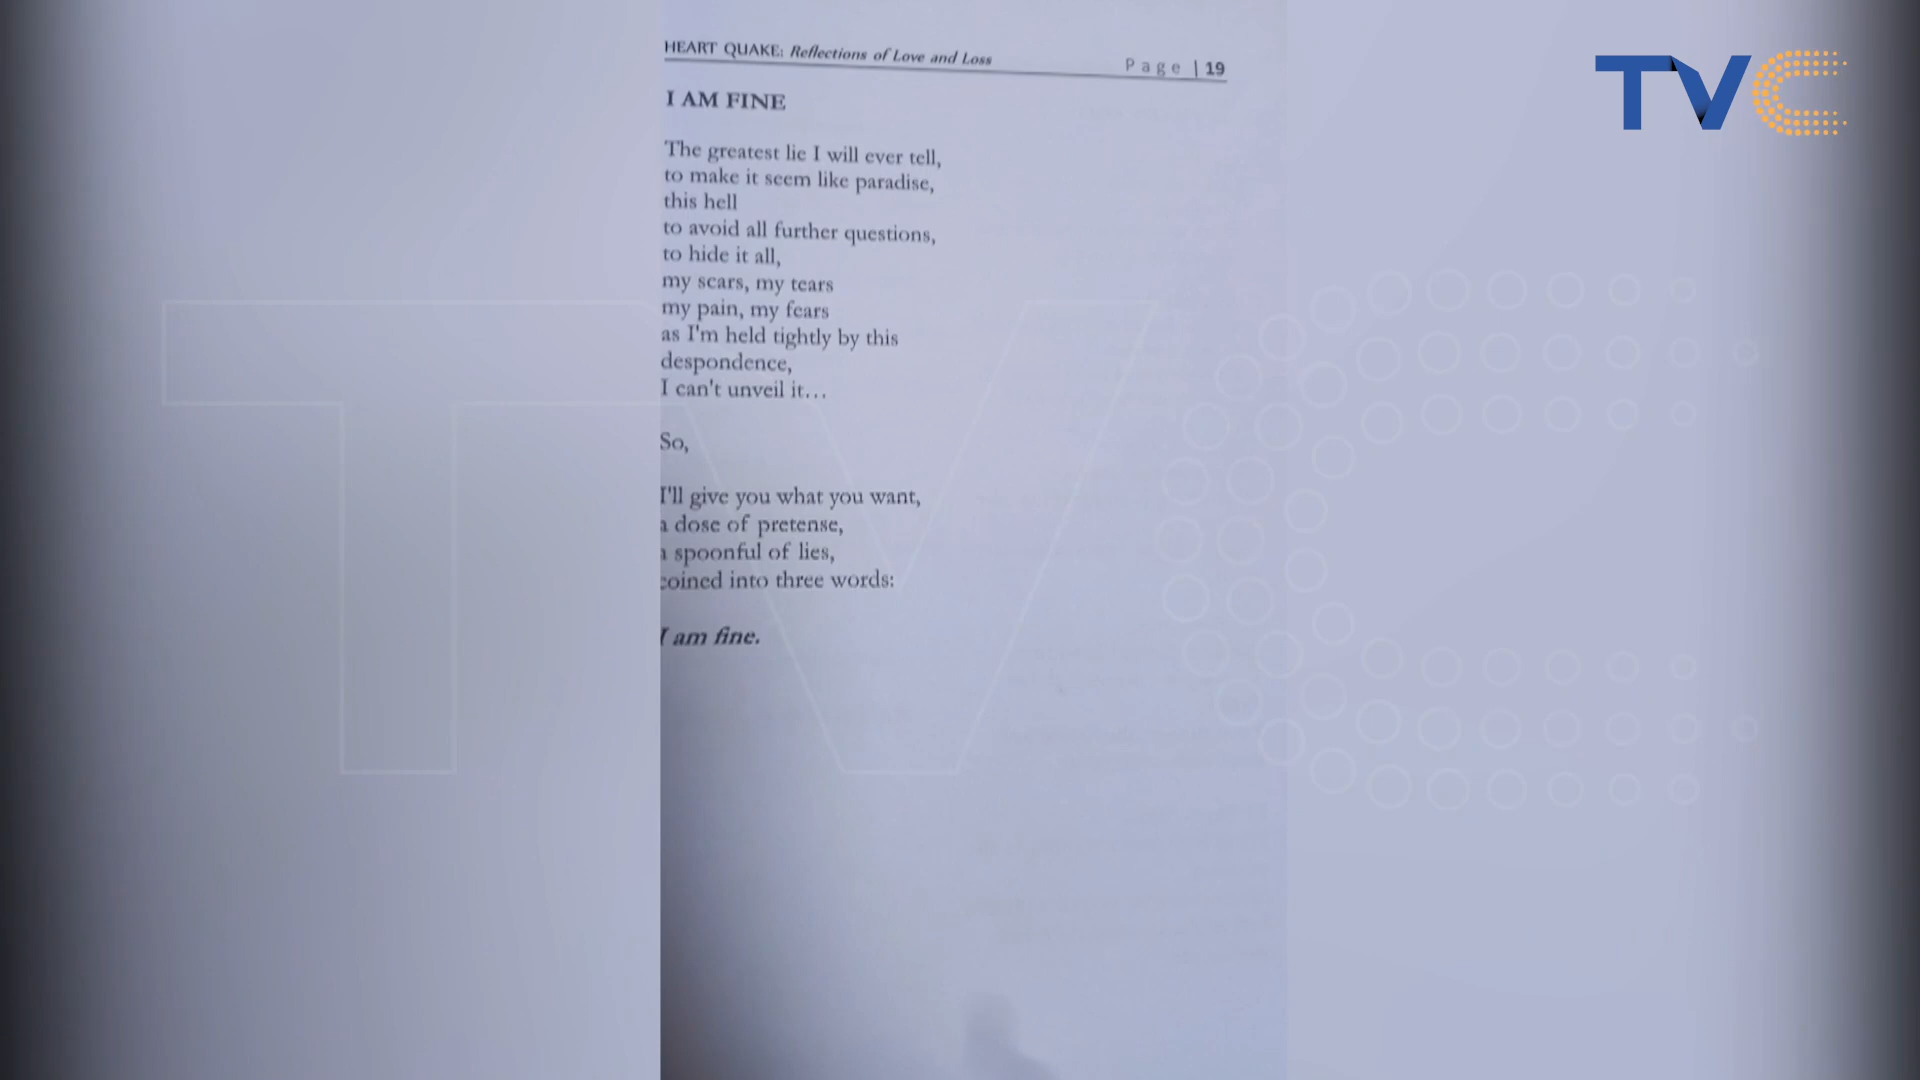 HEART QUAKE: Reflections of Love and Loss Page | 19
TVC
I AM FINE
The greatest lie I will ever tell,
to make it seem like paradise,
this hell
to avoid all further questions,
to hide it all,
my scars, my tears
my pain, my fears
as I'm held tightly by this
despondence,
I can't unveil it...
So,
I'll give you what you want,
a dose of pretense,
a spoonful of lies,
coined into three words:
I am fine.